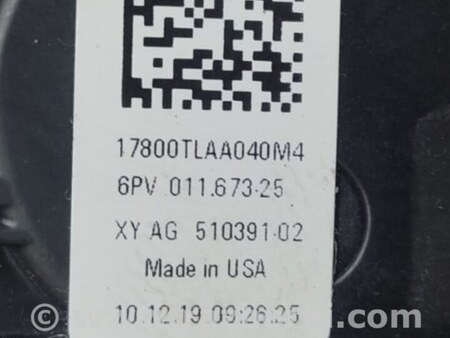 17800TLAA040M4
6PV 011.673-25
XY AG 510391-02
Made in USA
10.12.19 09:26:25